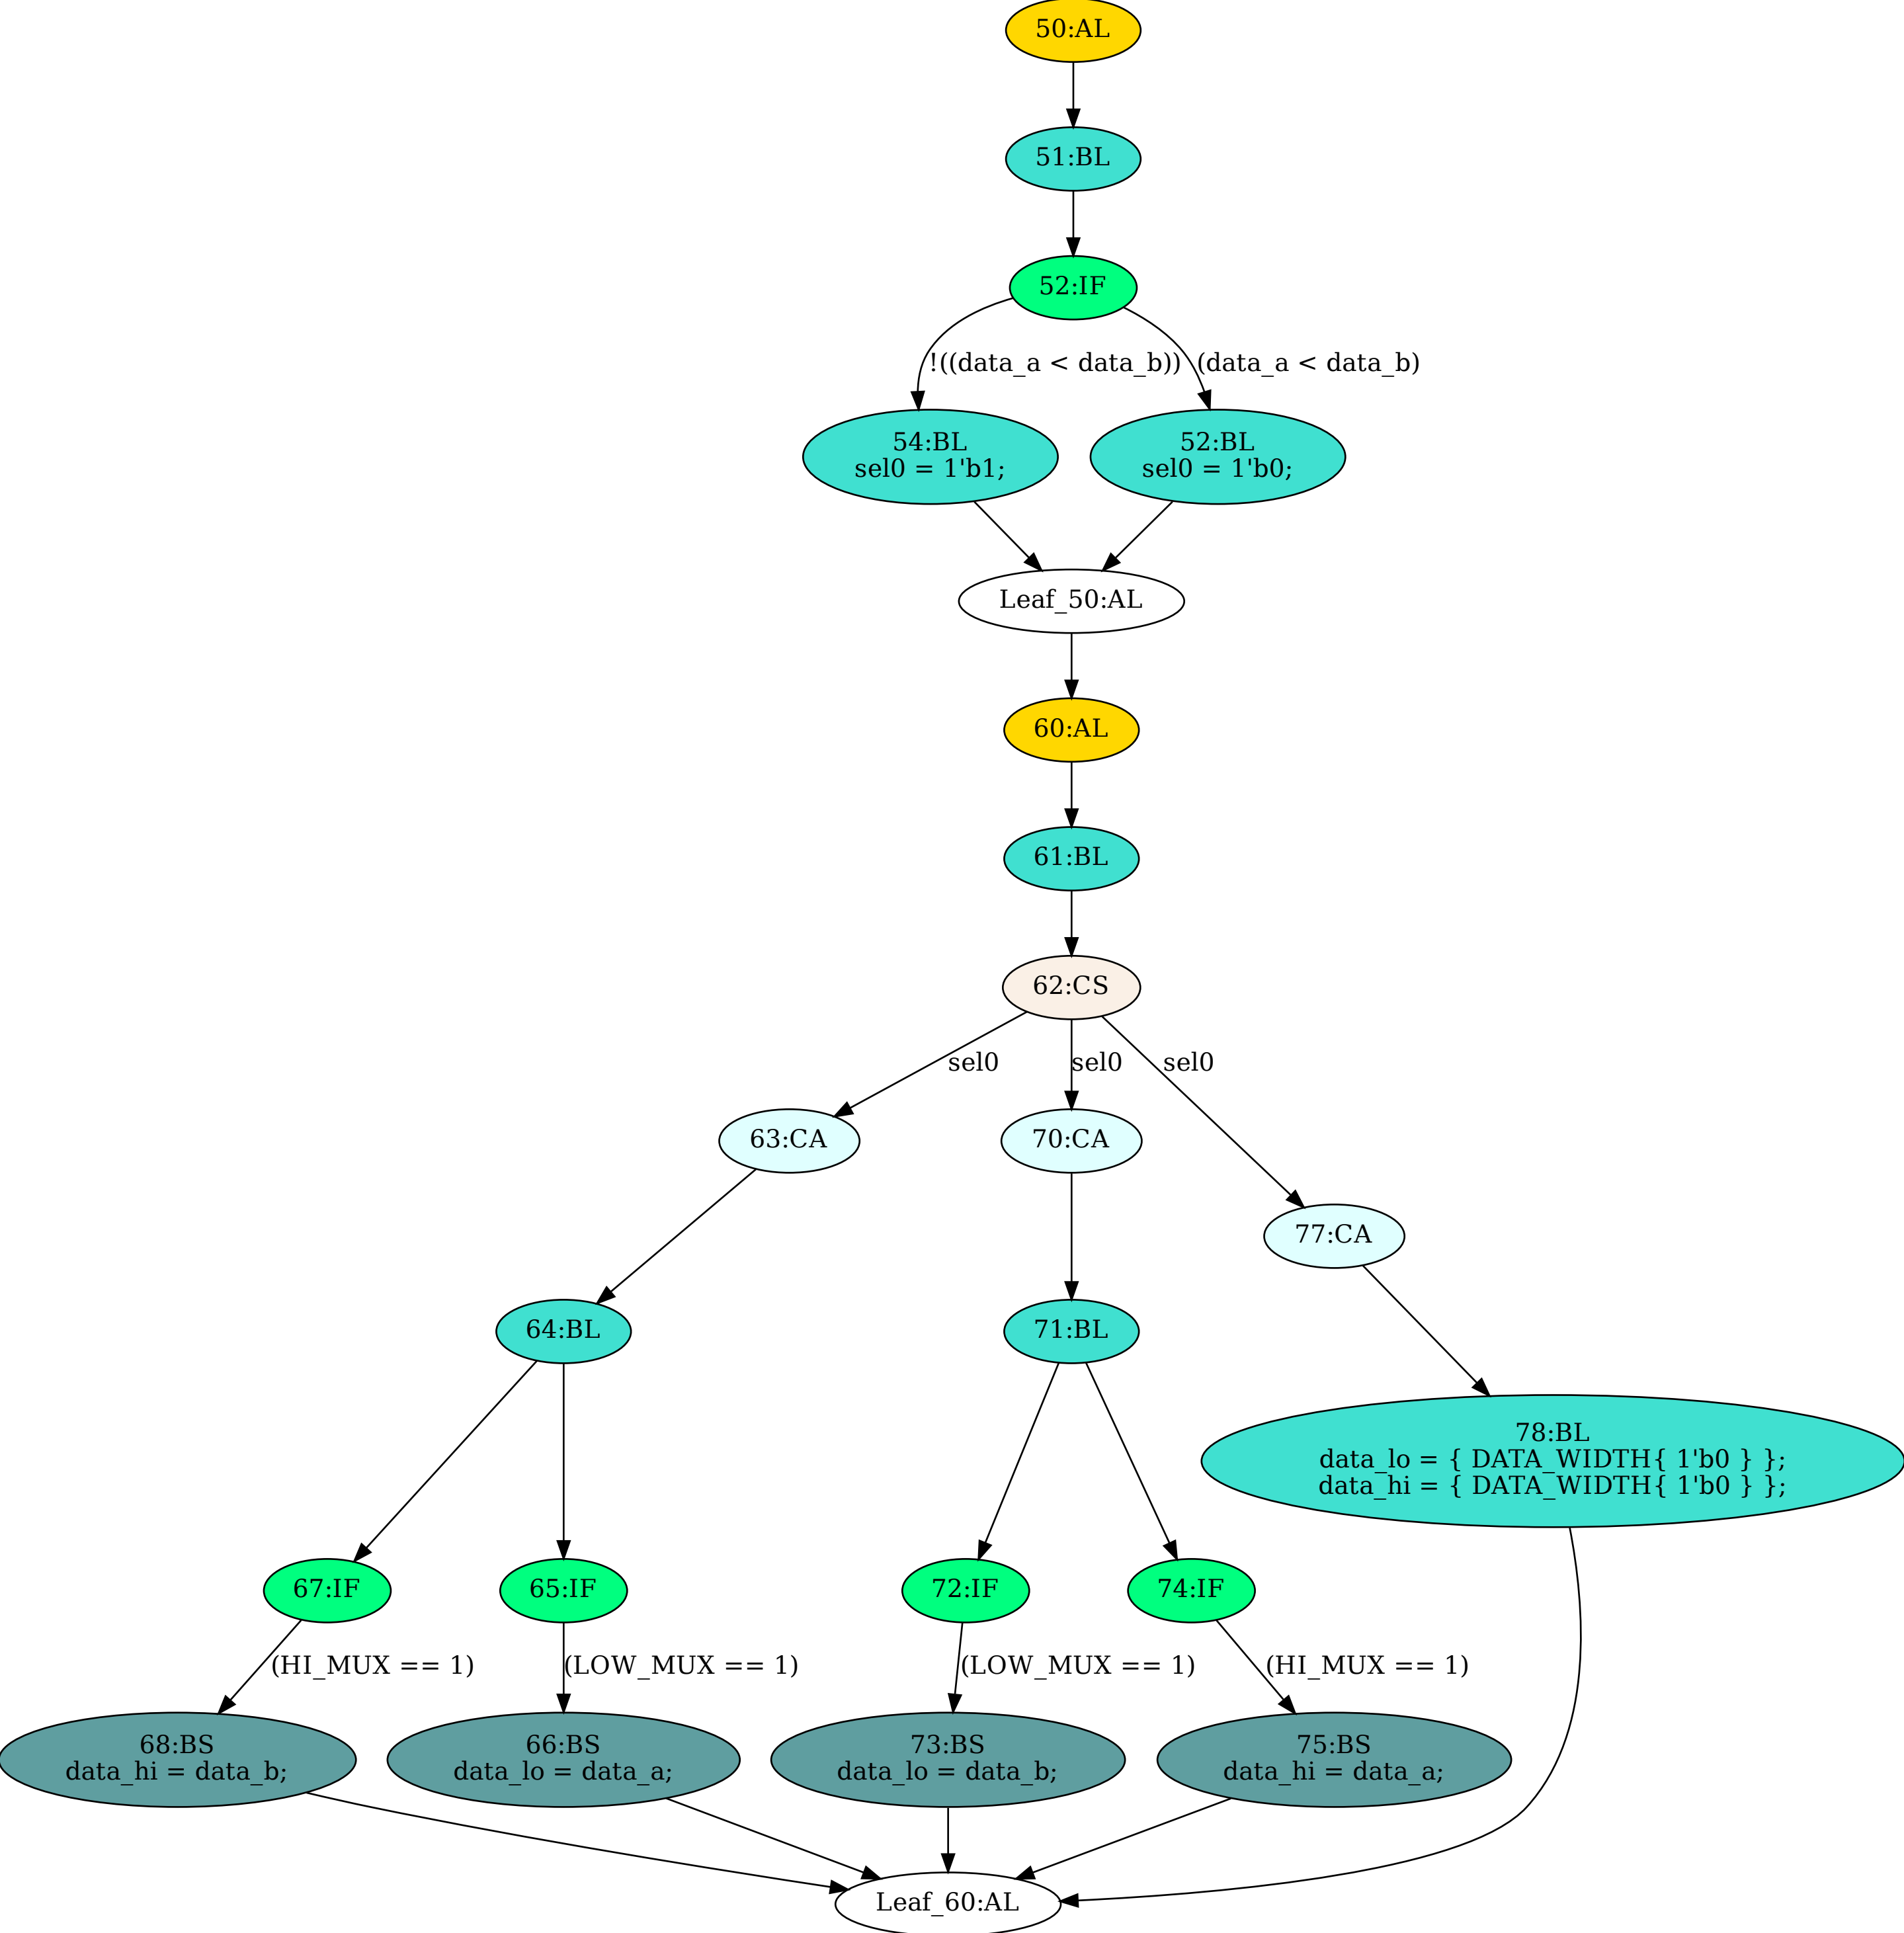 50:AL
51:BL
52:IF
!((data_a < data_b))
(data_a < data_b)
54:BL
sel0 = 1'b1;
52:BL
sel0 = 1'b0;
Leaf_50:AL
60:AL
61:BL
62:CS
sel0
sel0
sel0
63:CA
70:CA
77:CA
64:BL
71:BL
78:BL
data_lo = { DATA_WIDTH{ 1'b0 } };
data_hi = { DATA_WIDTH{ 1'b0 } };
67:IF
65:IF
72:IF
74:IF
(HI_MUX == 1)
(LOW_MUX == 1)
(LOW_MUX == 1)
(HI_MUX == 1)
68:BS
data_hi = data_b;
66:BS
data_lo = data_a;
73:BS
data_lo = data_b;
75:BS
data_hi = data_a;
Leaf_60:AL